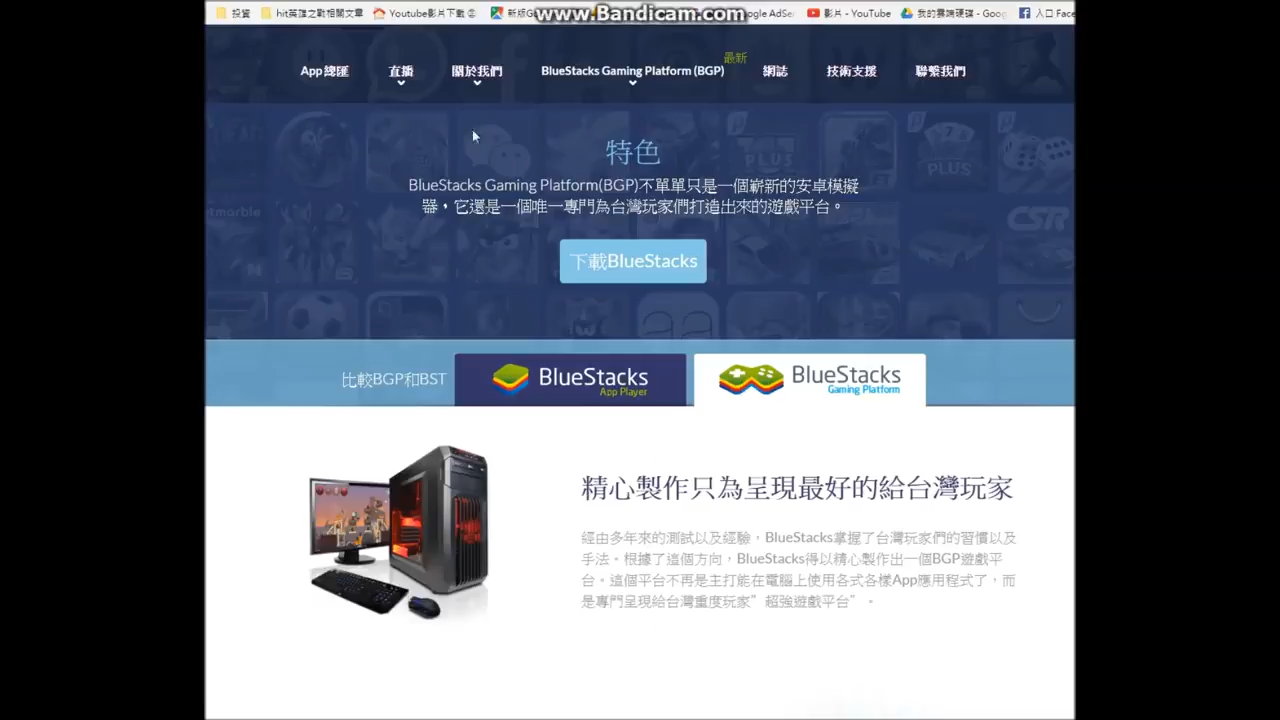 www.Bandicam.com
投資 hit英雄之戰相關文章 Youtube影片下載 影片 - YouTube 我的雲端硬碟 - Goog 入口 Face
最新
App 總匯 直播 關於我們 BlueStacks Gaming Platform (BGP) 網誌 技術支援 聯繫我們
特色
BlueStacks Gaming Platform(BGP)不單單只是一個嶄新的安卓模擬
器，它還是一個唯一專門為台灣玩家們打造出來的遊戲平台。
下載BlueStacks
比較BGP和BST
BlueStacks
App Player
BlueStacks
Gaming Platform
精心製作只為呈現最好的給台灣玩家
經由多年來的測試以及經驗，BlueStacks掌握了台灣玩家們的習慣以及
手法。根據了這個方向，BlueStacks得以精心製作出一個BGP遊戲平
台。這個平台不再是主打能在電腦上使用各式各樣App應用程式了，而
是專門呈現給台灣重度玩家”超強遊戲平台”。